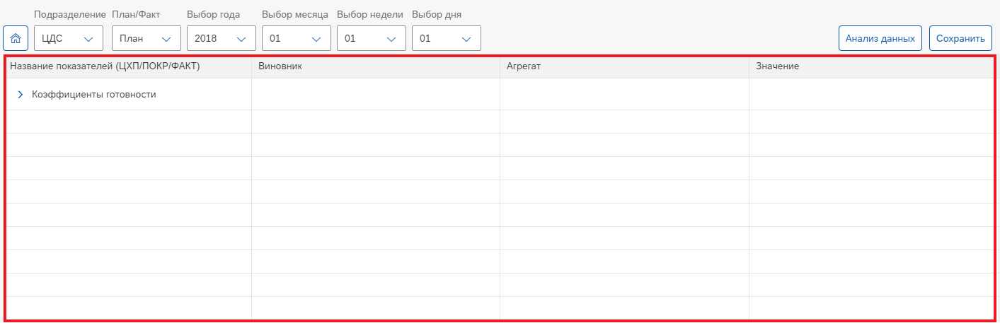 Подразделение План/Факт Выбор года Выбор месяца Выбор недели Выбор дня
ЦДС План 2018 01 01 01 Анализ данных Сохранить
Название показателей (ЦХП/ПОКР/ФАКТ) Виновник Агрегат Значение
Коэффициенты готовности